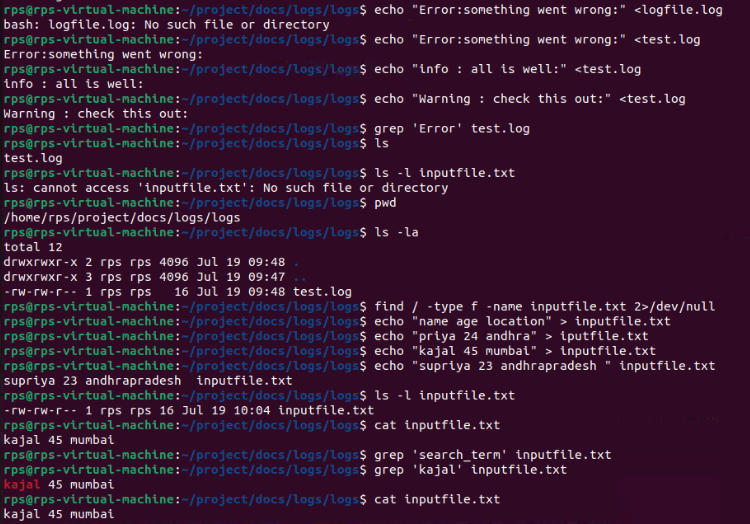 rps@rps-virtual-machine:~/project/docs/logs/logs$ echo "Error:something went wrong:" <logfile.log
bash: logfile.log: No such file or directory
rps@rps-virtual-machine:~/project/docs/logs/logs$ echo "Error:something went wrong:" <test.log
Error:something went wrong:
rps@rps-virtual-machine:~/project/docs/logs/logs$ echo "info : all is well:" <test.log
info : all is well:
rps@rps-virtual-machine:~/project/docs/logs/logs$ echo "Warning : check this out:" <test.log
Warning : check this out:
rps@rps-virtual-machine:~/project/docs/logs/logs$ grep 'Error' test.log
rps@rps-virtual-machine:~/project/docs/logs/logs$ ls
test.log
rps@rps-virtual-machine:~/project/docs/logs/logs$ ls -l inputfile.txt
ls: cannot access 'inputfile.txt': No such file or directory
rps@rps-virtual-machine:~/project/docs/logs/logs$ pwd
/home/rps/project/docs/logs/logs
rps@rps-virtual-machine:~/project/docs/logs/logs$ ls -la
total 12
drwxrwxr-x 2 rps rps 4096 Jul 19 09:48 .
drwxrwxr-x 3 rps rps 4096 Jul 19 09:47 ..
-rw-rw-r-- 1 rps rps   16 Jul 19 09:48 test.log
rps@rps-virtual-machine:~/project/docs/logs/logs$ find / -type f -name inputfile.txt 2>/dev/null
rps@rps-virtual-machine:~/project/docs/logs/logs$ echo "name age location" > inputfile.txt
rps@rps-virtual-machine:~/project/docs/logs/logs$ echo "priya 24 andhra" > iputfile.txt
rps@rps-virtual-machine:~/project/docs/logs/logs$ echo "kajal 45 mumbai" > inputfile.txt
rps@rps-virtual-machine:~/project/docs/logs/logs$ echo "supriya 23 andhrapradesh " inputfile.txt
supriya 23 andhrapradesh  inputfile.txt
rps@rps-virtual-machine:~/project/docs/logs/logs$ ls -l inputfile.txt
-rw-rw-r-- 1 rps rps 16 Jul 19 10:04 inputfile.txt
rps@rps-virtual-machine:~/project/docs/logs/logs$ cat inputfile.txt
kajal 45 mumbai
rps@rps-virtual-machine:~/project/docs/logs/logs$ grep 'search_term' inputfile.txt
rps@rps-virtual-machine:~/project/docs/logs/logs$ grep 'kajal' inputfile.txt
kajal 45 mumbai
rps@rps-virtual-machine:~/project/docs/logs/logs$ cat inputfile.txt
kajal 45 mumbai